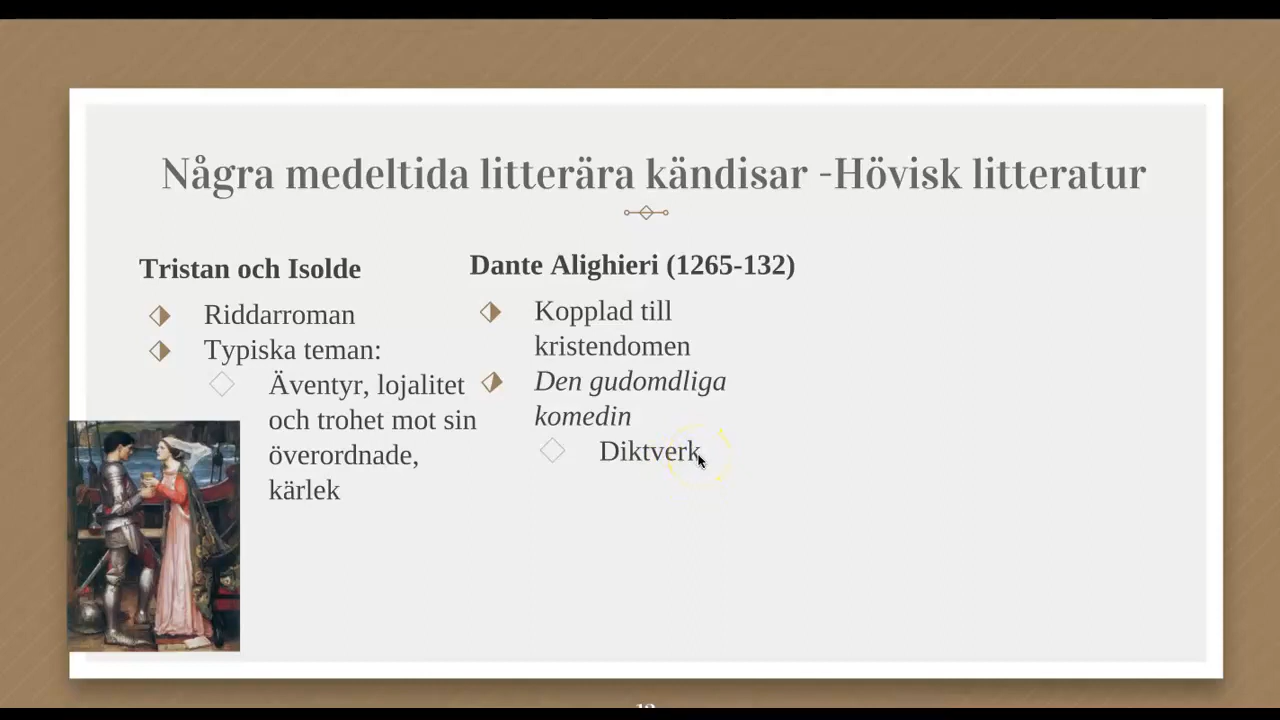 Några medeltida litterära kändisar -Hövisk litteratur
Tristan och Isolde
Riddarroman
Typiska teman:
Äventyr, lojalitet
och trohet mot sin
överordnade,
kärlek
Dante Alighieri (1265-132)
Kopplad till
kristendomen
Den gudomdliga
komedin
Diktverk